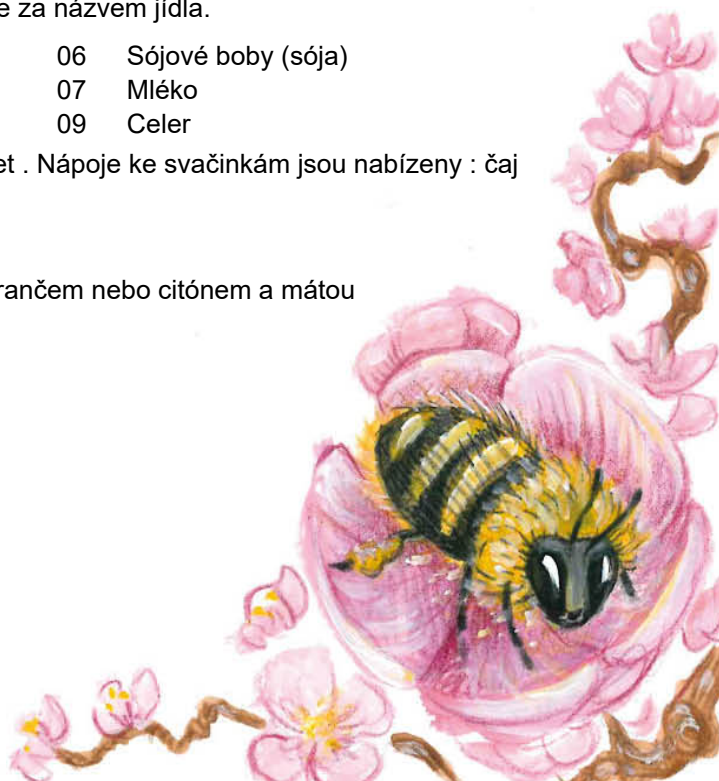 e za názvem jídla.
06 Sójové boby (sója)
07 Mléko
09 Celer
et . Nápoje ke svačinkám jsou nabízeny : čaj
rančem nebo citónem a mátou